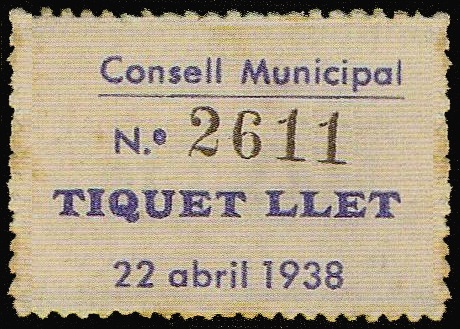 Consell Municipal
N.º 2611
TIQUET LLET
22 abril 1938